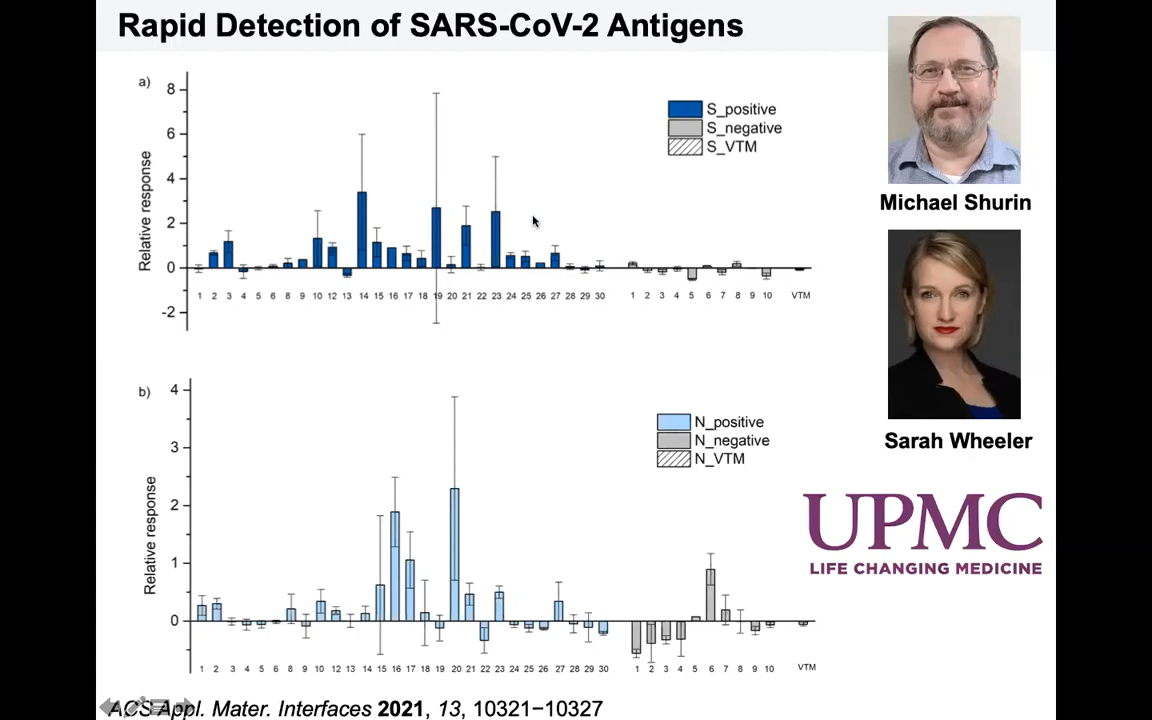 Rapid Detection of SARS-CoV-2 Antigens
a)
8
6
4
2
0
-2
Relative response
S_positive
S_negative
S_VTM
1 2 3 4 5 6 8 9 10 12 13 14 15 16 17 18 19 20 21 22 23 24 25 26 27 28 29 30 1 2 3 4 5 6 7 8 9 10 VTM
Michael Shurin
b)
4
3
2
1
0
Relative response
N_positive
N_negative
N_VTM
1 2 3 4 5 6 8 9 10 12 13 14 15 16 17 18 19 20 21 22 23 24 25 26 27 28 29 30 1 2 3 4 5 6 7 8 9 10 VTM
Sarah Wheeler
UPMC
LIFE CHANGING MEDICINE
ACS Appl. Mater. Interfaces 2021, 13, 10321−10327